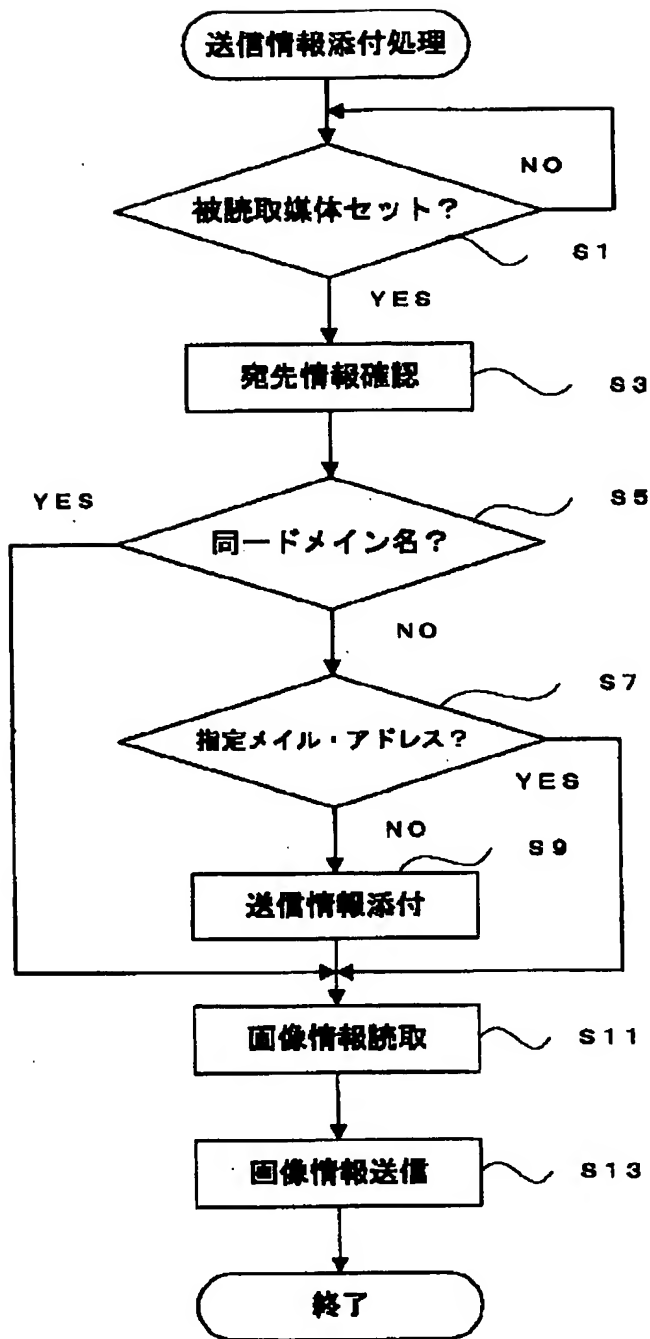 送信情報添付処理
NO
被読取媒体セット?
S1
YES
宛先情報確認
S3
YES
S5
同一ドメイン名?
NO
S7
指定メイル・アドレス?
YES
NO
S9
送信情報添付
画像情報読取
S11
画像情報送信
S13
終了